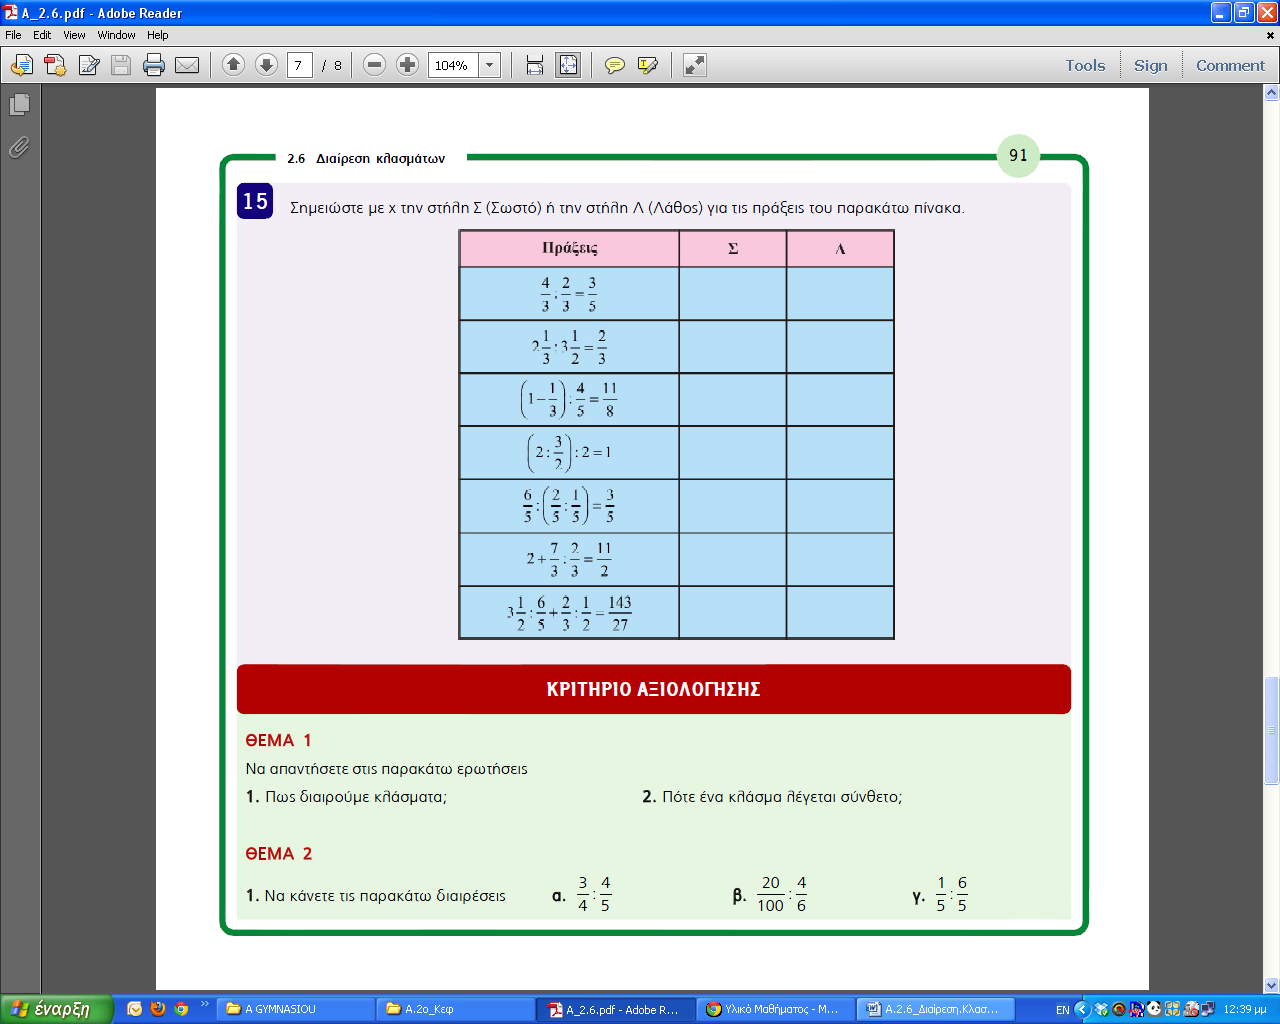 A_2.6.pdf - Adobe Reader
File Edit View Window Help
7 / 8 104% Tools Sign Comment
2.6 Διαίρεση κλασμάτων 91
15 Σημειώστε με x την στήλη Σ (Σωστό) ή την στήλη Λ (Λάθος) για τις πράξεις του παρακάτω πίνακα.
Πράξεις Σ Λ
4/3 : 2/3 = 3/5
2 1/3 : 3 1/2 = 2/3
(1 − 1/3) : 4/5 = 11/8
(2 : 3/2) : 2 = 1
6/5 : (2/5 : 1/5) = 3/5
2 + 7/3 : 2/3 = 11/2
3 1/2 : 6/5 + 2/3 : 1/2 = 143/27
ΚΡΙΤΗΡΙΟ ΑΞΙΟΛΟΓΗΣΗΣ
ΘΕΜΑ 1
Να απαντήσετε στις παρακάτω ερωτήσεις
1. Πως διαιρούμε κλάσματα; 2. Πότε ένα κλάσμα λέγεται σύνθετο;
ΘΕΜΑ 2
1. Να κάνετε τις παρακάτω διαιρέσεις α. 3/4 : 4/5 β. 20/100 : 4/6 γ. 1/5 : 6/5
έναρξη A GYMNASIOU A.2ο_Κεφ A_2.6.pdf - Adobe R... Υλικό Μαθήματος - M... A.2.6_Διαίρεση.Κλασ... EN 12:39 μμ